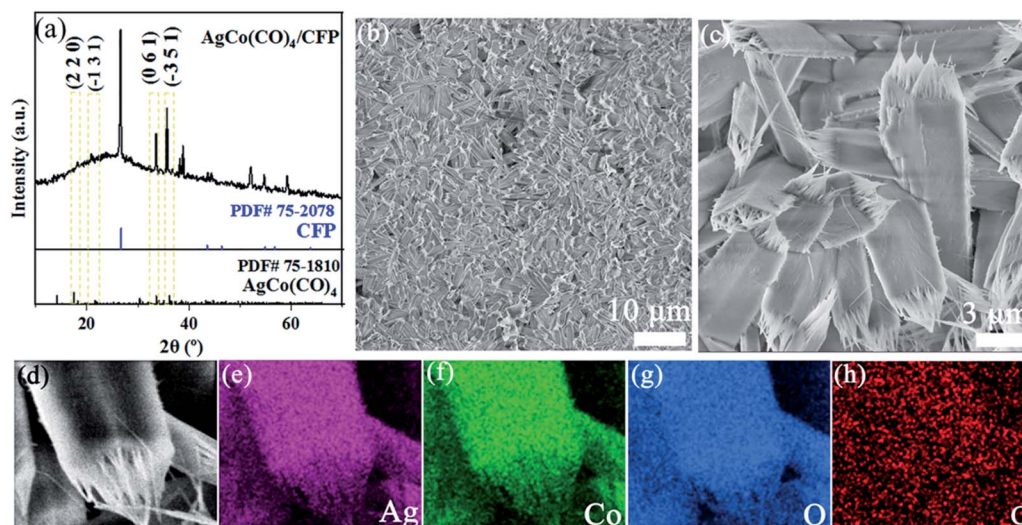 (a)
AgCo(CO)4/CFP
(2 2 0)
(-1 3 1)
(0 6 1)
(-3 5 1)
Intensity (a.u.)
PDF# 75-2078
CFP
PDF# 75-1810
AgCo(CO)4
20 40 60
2θ (º)
(b)
10 µm
(c)
3 µm
(d)
(e)
Ag
(f)
Co
(g)
O
(h)